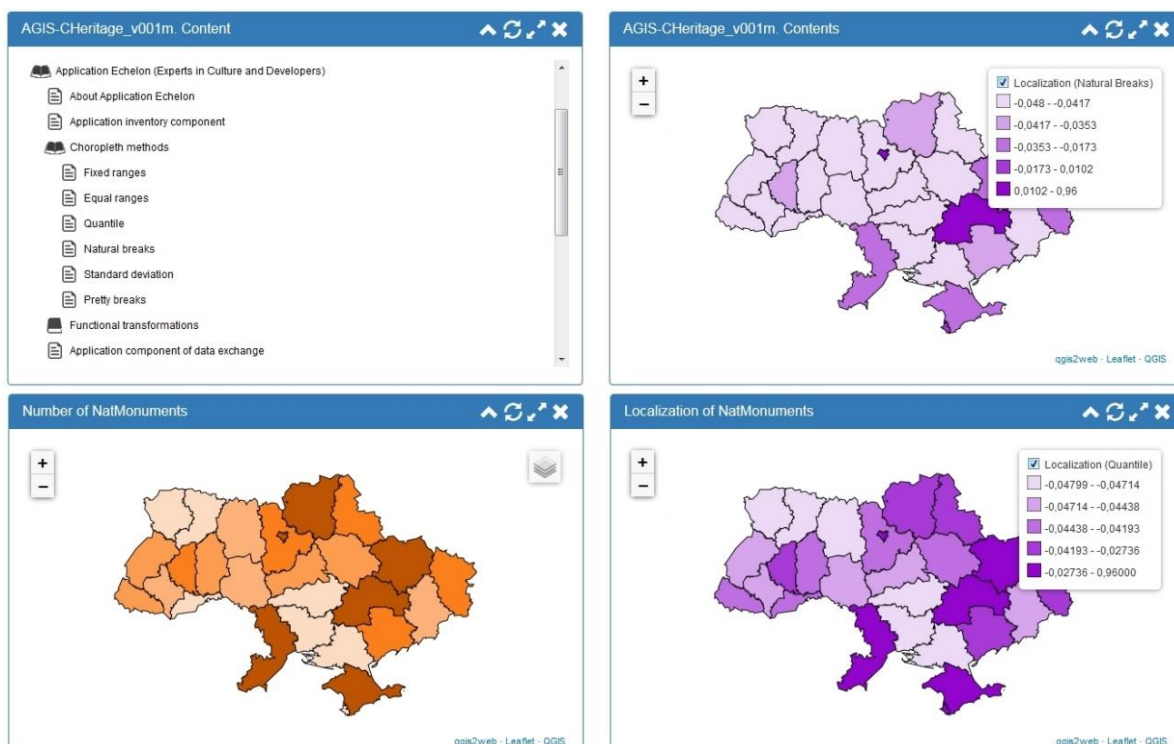 AGIS-CHeritage_v001m. Content
Application Echelon (Experts in Culture and Developers)
About Application Echelon
Application inventory component
Choropleth methods
Fixed ranges
Equal ranges
Quantile
Natural breaks
Standard deviation
Pretty breaks
Functional transformations
Application component of data exchange
AGIS-CHeritage_v001m. Contents
+
−
Localization (Natural Breaks)
-0,048 - -0,0417
-0,0417 - -0,0353
-0,0353 - -0,0173
-0,0173 - 0,0102
0,0102 - 0,96
qgis2web · Leaflet · QGIS
Number of NatMonuments
+
−
qgis2web · Leaflet · QGIS
Localization of NatMonuments
+
−
Localization (Quantile)
-0,04799 - -0,04714
-0,04714 - -0,04438
-0,04438 - -0,04193
-0,04193 - -0,02736
-0,02736 - 0,96000
qgis2web · Leaflet · QGIS